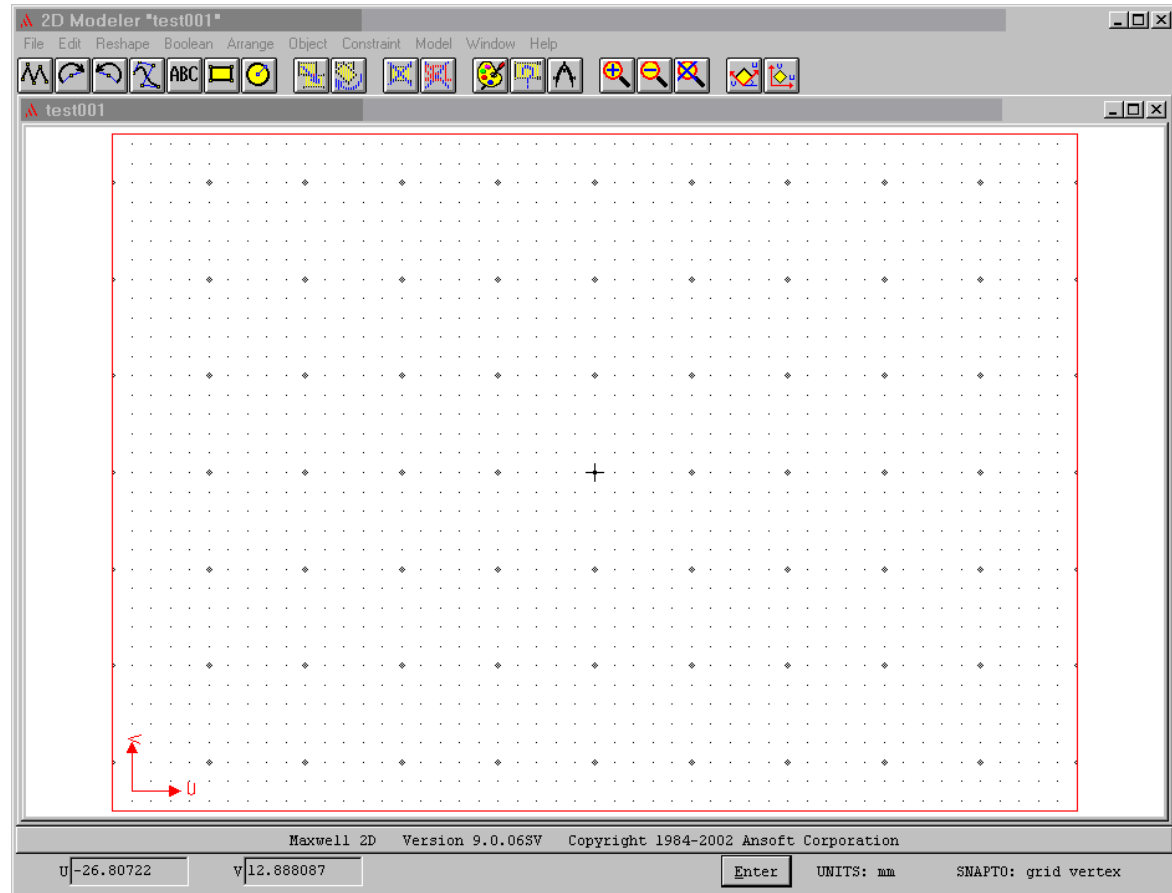 2D Modeler "test001"
File Edit Reshape Boolean Arrange Object Constraint Model Window Help
ABC
test001
V
U
Maxwell 2D Version 9.0.06SV Copyright 1984-2002 Ansoft Corporation
U -26.80722 V 12.888087 Enter UNITS: mm SNAPTO: grid vertex